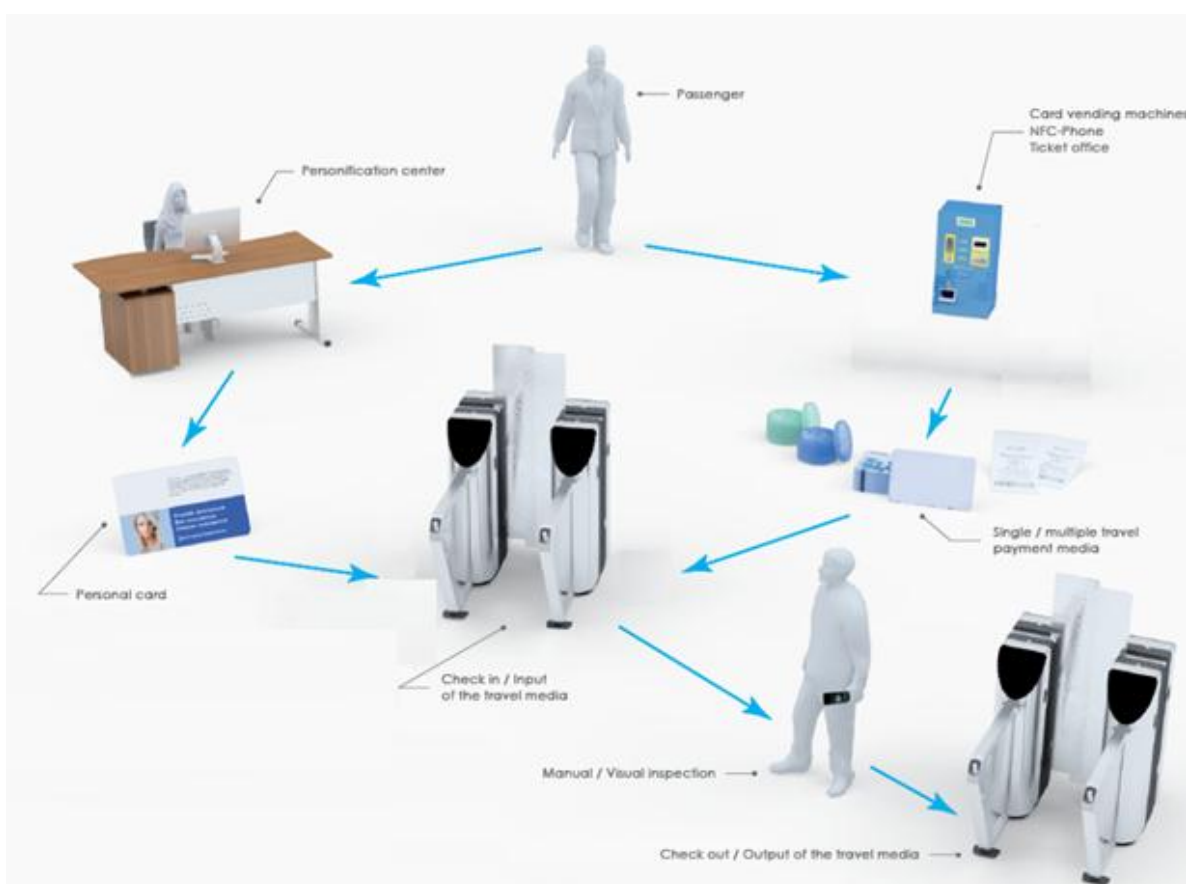 Passenger
Card vending machines
NFC-Phone
Ticket office
Personification center
Single / multiple travel
payment media
Personal card
Check in / Input
of the travel media
Manual / Visual inspection
Check out / Output of the travel media